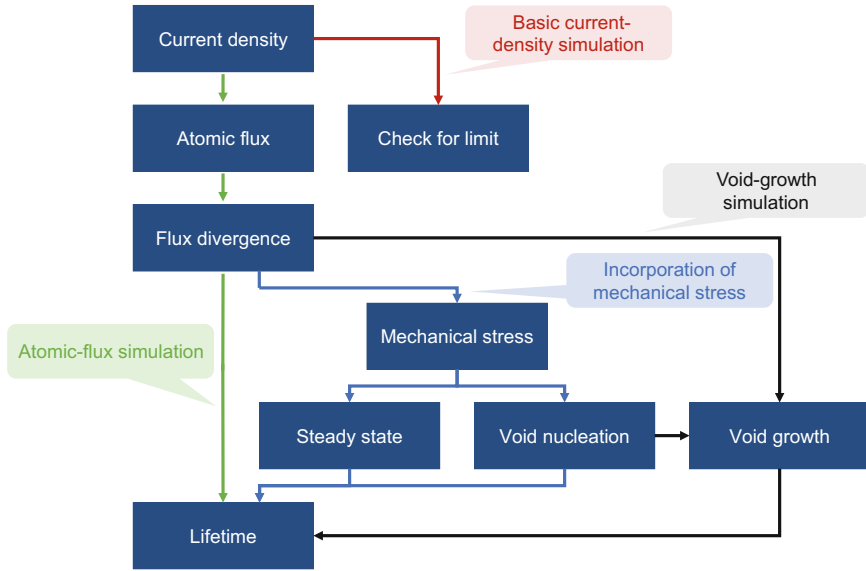 Current density
Basic current-
density simulation
Atomic flux
Check for limit
Void-growth
simulation
Flux divergence
Incorporation of
mechanical stress
Mechanical stress
Atomic-flux simulation
Steady state
Void nucleation
Void growth
Lifetime